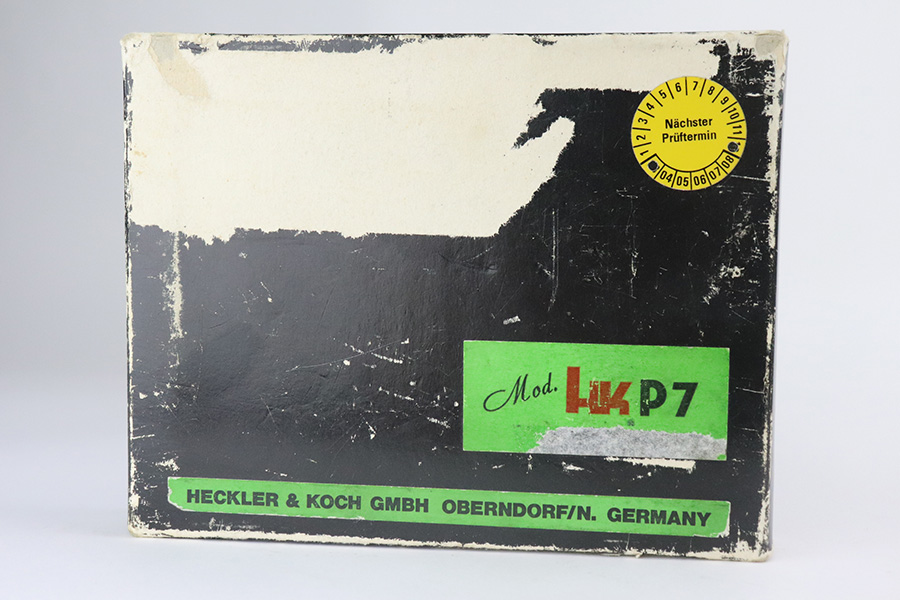 1 2 3 4 5 6 7 8 9 10 11
Nächster
Prüftermin
04 05 06 07 08
Mod. HK P7
HECKLER & KOCH GMBH OBERNDORF/N. GERMANY